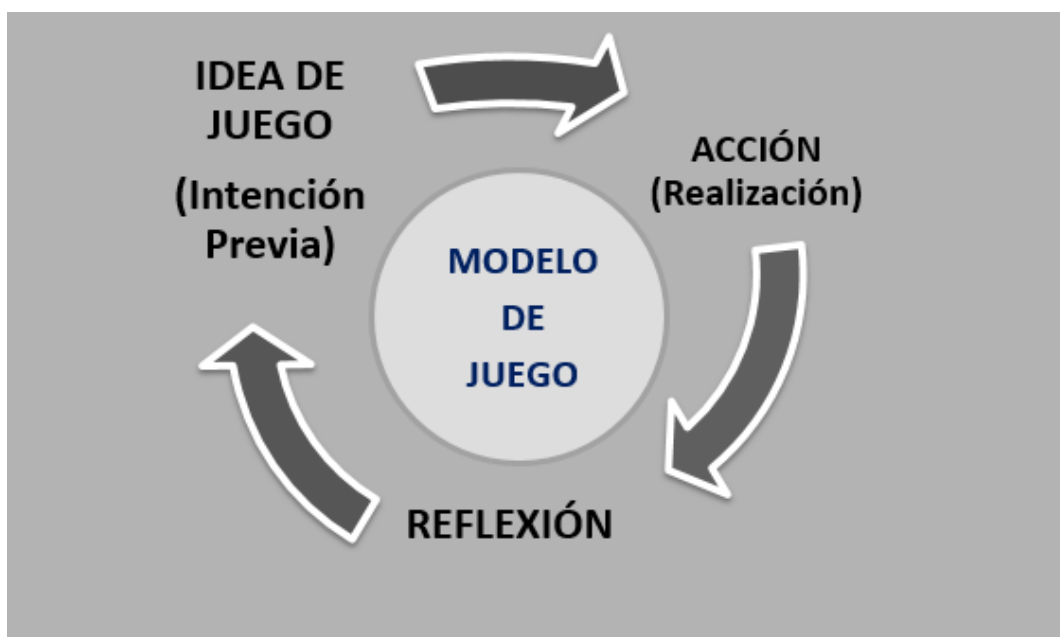 IDEA DE
JUEGO
(Intención
Previa)
ACCIÓN
(Realización)
MODELO
DE
JUEGO
REFLEXIÓN